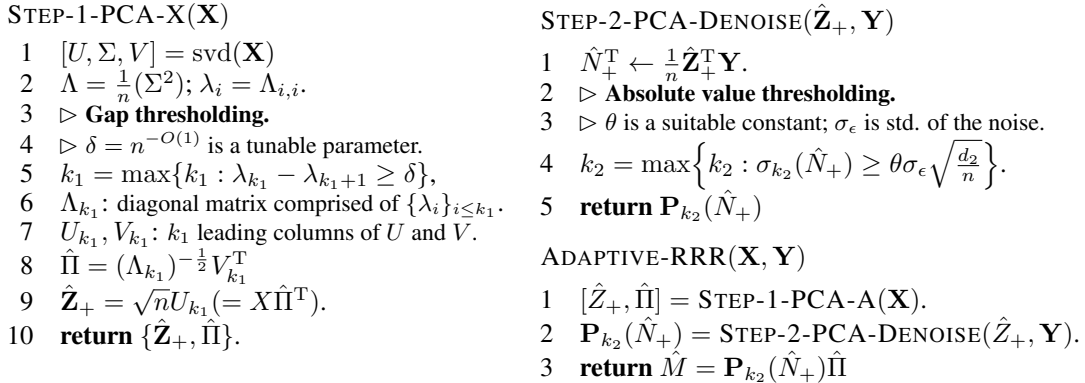 STEP-1-PCA-X(X)
1 [U, Σ, V] = svd(X)
2 Λ = 1/n (Σ²); λ_i = Λ_{i,i}.
3 ▷ Gap thresholding.
4 ▷ δ = n^{−O(1)} is a tunable parameter.
5 k_1 = max{k_1 : λ_{k_1} − λ_{k_1+1} ≥ δ},
6 Λ_{k_1}: diagonal matrix comprised of {λ_i}_{i≤k_1}.
7 U_{k_1}, V_{k_1}: k_1 leading columns of U and V.
8 Π̂ = (Λ_{k_1})^{−1/2} V_{k_1}^T
9 Ẑ_+ = √n U_{k_1} (= XΠ̂^T).
10 return {Ẑ_+, Π̂}.
STEP-2-PCA-DENOISE(Ẑ_+, Y)
1 N̂_+^T ← 1/n Ẑ_+^T Y.
2 ▷ Absolute value thresholding.
3 ▷ θ is a suitable constant; σ_ϵ is std. of the noise.
4 k_2 = max{k_2 : σ_{k_2}(N̂_+) ≥ θσ_ϵ √(d_2/n)}.
5 return P_{k_2}(N̂_+)
ADAPTIVE-RRR(X, Y)
1 [Ẑ_+, Π̂] = STEP-1-PCA-A(X).
2 P_{k_2}(N̂_+) = STEP-2-PCA-DENOISE(Ẑ_+, Y).
3 return M̂ = P_{k_2}(N̂_+)Π̂